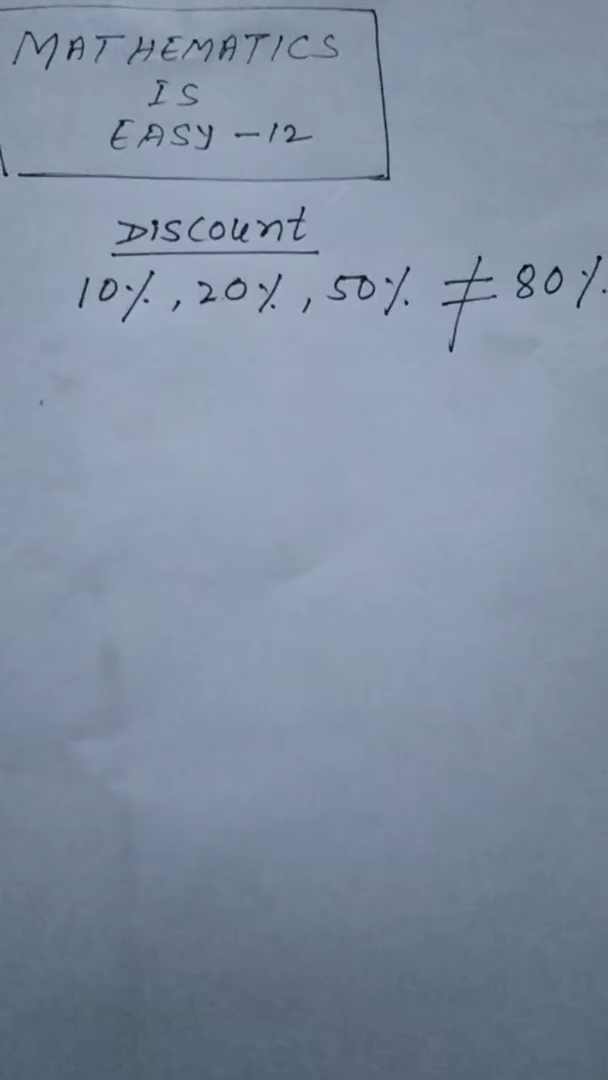 MATHEMATICS
IS
EASY -12
DISCOUNT
10%, 20%, 50% ≠ 80%.